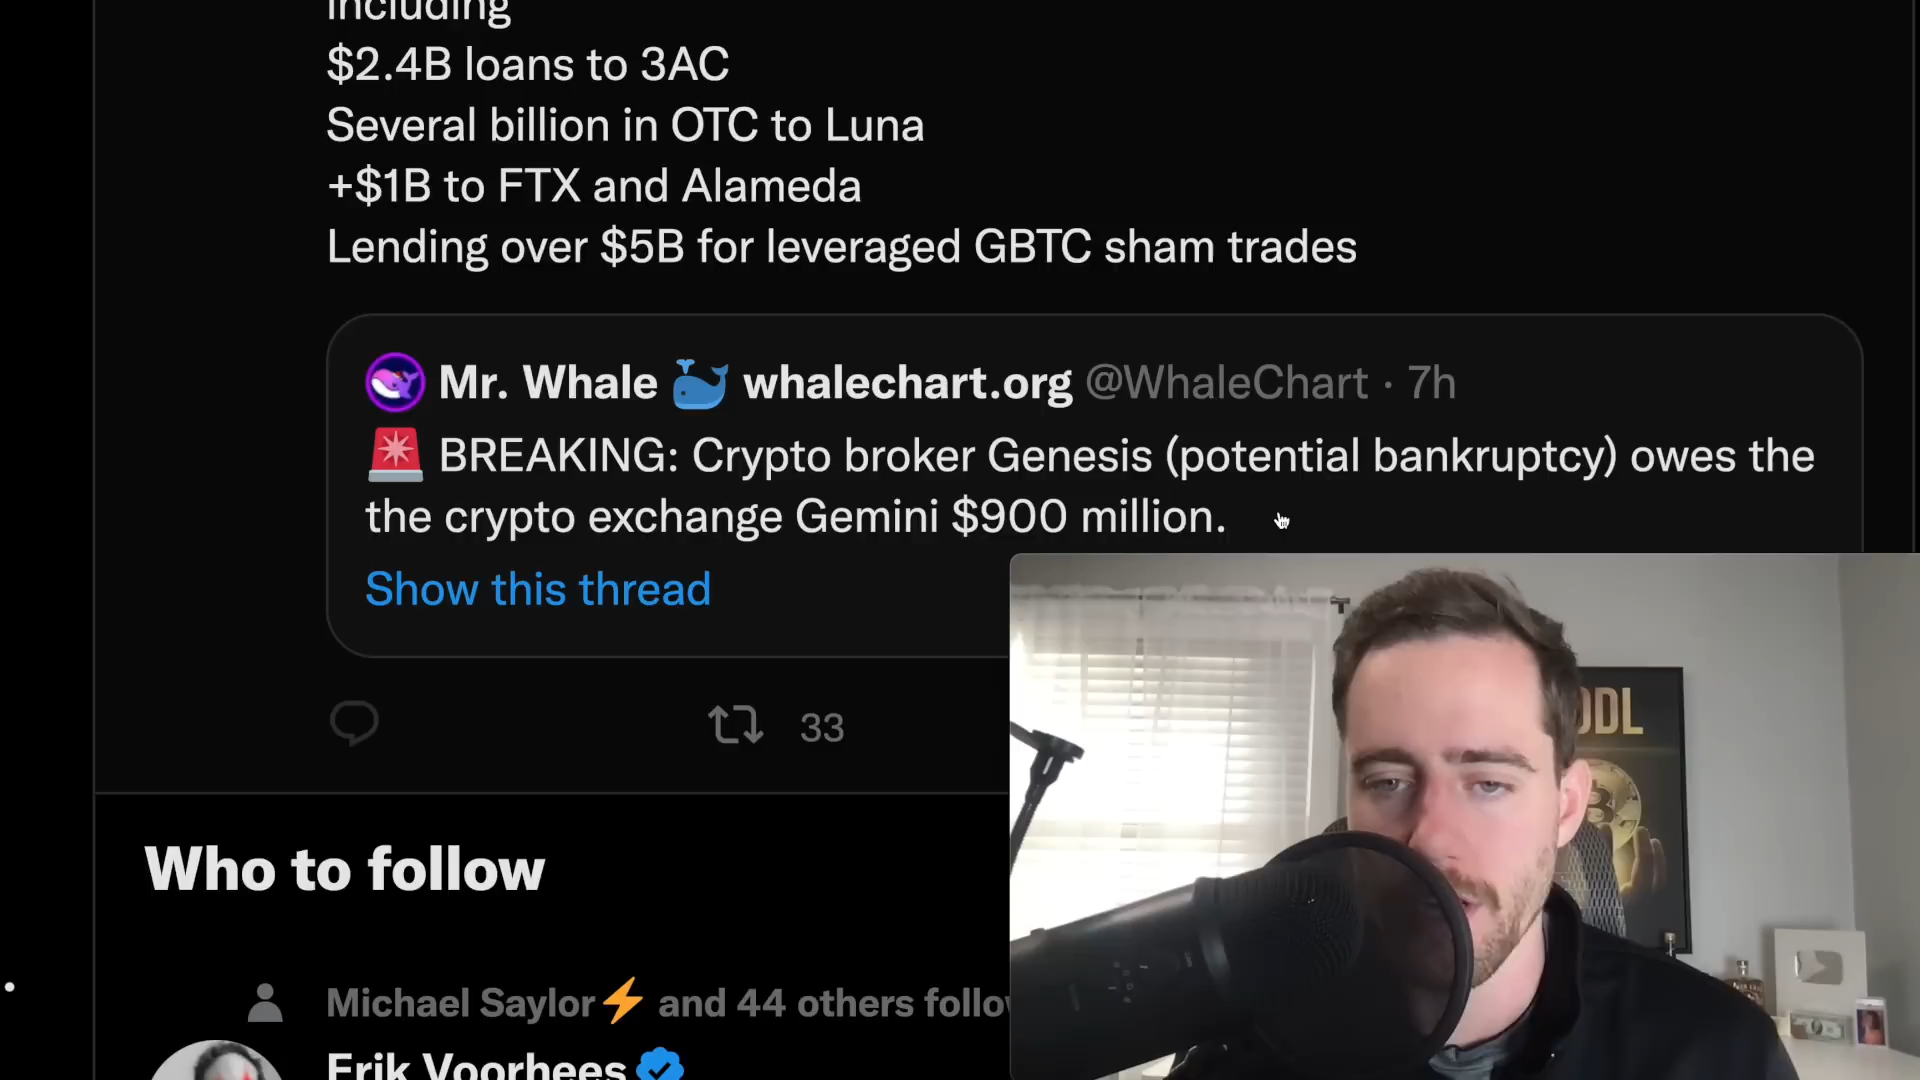 including
$2.4B loans to 3AC
Several billion in OTC to Luna
+$1B to FTX and Alameda
Lending over $5B for leveraged GBTC sham trades
Mr. Whale 🐳 whalechart.org @WhaleChart · 7h
🚨 BREAKING: Crypto broker Genesis (potential bankruptcy) owes the
the crypto exchange Gemini $900 million.
Show this thread
33
ODL
Who to follow
Michael Saylor⚡ and 44 others follow
Erik Voorhees